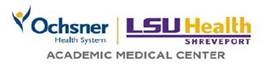 Ochsner LSU Health
Health System SHREVEPORT
ACADEMIC MEDICAL CENTER